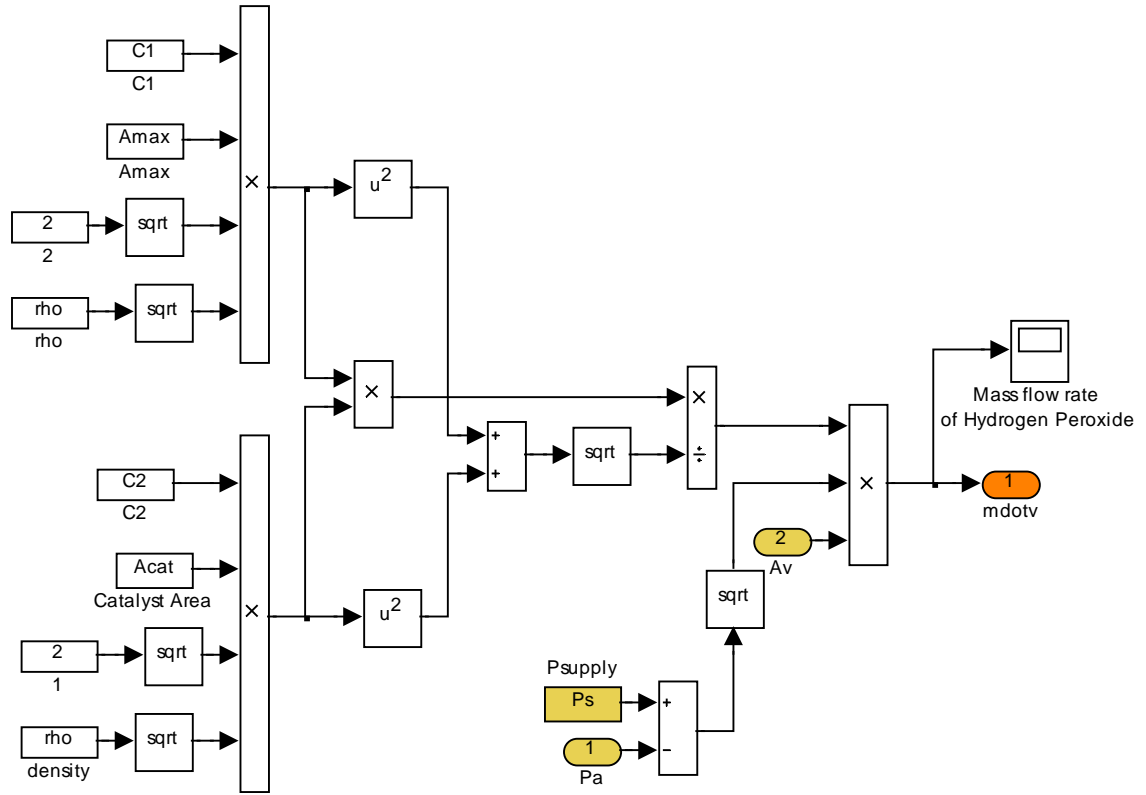 C1
C1
Amax
Amax
×
u2
2
sqrt
2
rho
sqrt
rho
×
×
÷
Mass flow rate
of Hydrogen Peroxide
+
+
sqrt
C2
C2
×
1
mdotv
2
Av
Acat
Catalyst Area
×
u2
sqrt
2
sqrt
1
Psupply
Ps
+
rho
sqrt
density
1
−
Pa